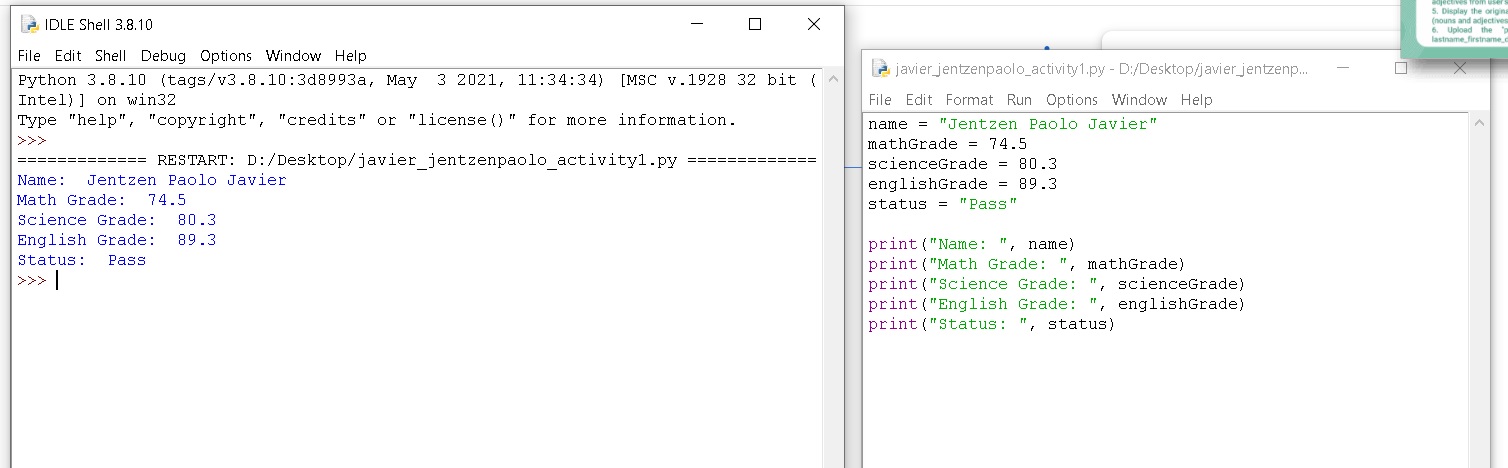 IDLE Shell 3.8.10
File Edit Shell Debug Options Window Help
Python 3.8.10 (tags/v3.8.10:3d8993a, May  3 2021, 11:34:34) [MSC v.1928 32 bit (
Intel)] on win32
Type "help", "copyright", "credits" or "license()" for more information.
>>>
============= RESTART: D:/Desktop/javier_jentzenpaolo_activity1.py =============
Name:  Jentzen Paolo Javier
Math Grade:  74.5
Science Grade:  80.3
English Grade:  89.3
Status:  Pass
>>>
adjectives from user's
5. Display the origina
(nouns and adjectives
6. Upload the "p
lastname_firstname_
javier_jentzenpaolo_activity1.py - D:/Desktop/javier_jentzenp...
File Edit Format Run Options Window Help
name = "Jentzen Paolo Javier"
mathGrade = 74.5
scienceGrade = 80.3
englishGrade = 89.3
status = "Pass"
print("Name: ", name)
print("Math Grade: ", mathGrade)
print("Science Grade: ", scienceGrade)
print("English Grade: ", englishGrade)
print("Status: ", status)